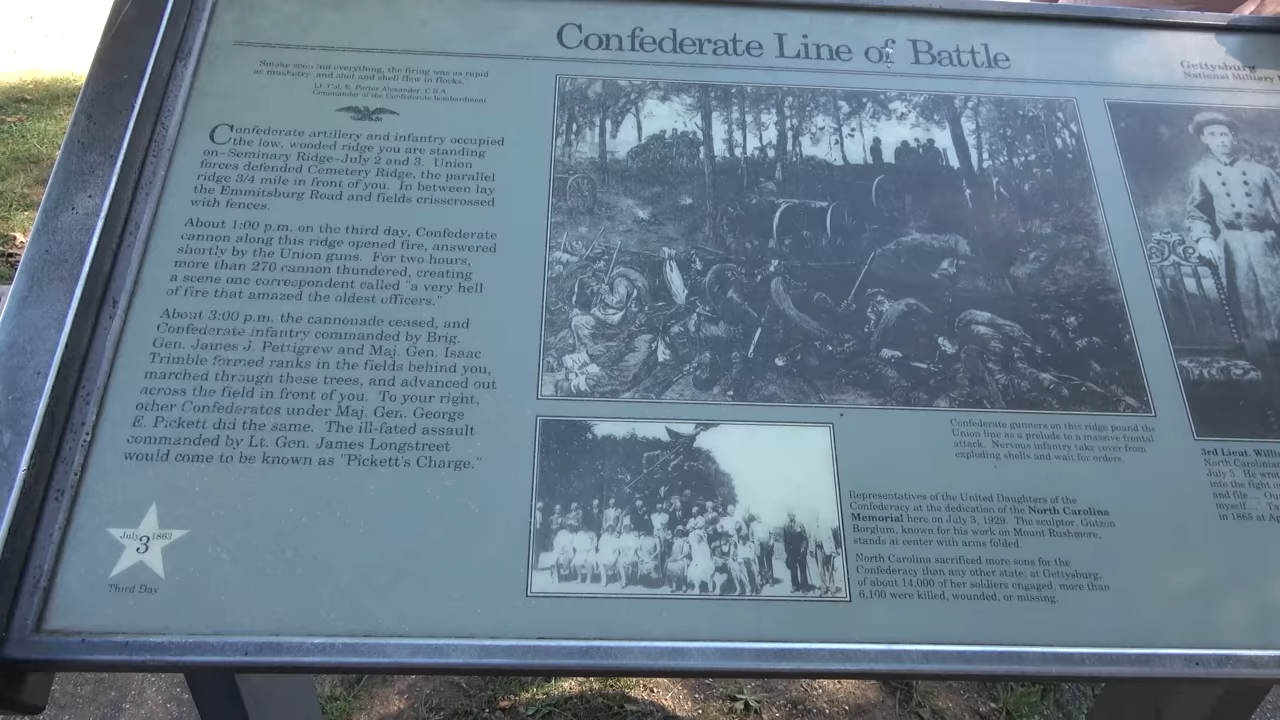 Confederate Line of Battle
Gettysburg
National Military
"Smoke soon hid everything, the firing was as rapid
as musketry and shot and shell flew in flocks."
Lt. Col. E. Porter Alexander, C.S.A.
Commander of the Confederate bombardment
Confederate artillery and infantry occupied
the low, wooded ridge you are standing
on–Seminary Ridge–July 2 and 3. Union
forces defended Cemetery Ridge, the parallel
ridge 3/4 mile in front of you. In between lay
the Emmitsburg Road and fields crisscrossed
with fences.
About 1:00 p.m. on the third day, Confederate
cannon along this ridge opened fire, answered
shortly by the Union guns. For two hours,
more than 270 cannon thundered, creating
a scene one correspondent called "a very hell
of fire that amazed the oldest officers."
About 3:00 p.m. the cannonade ceased, and
Confederate infantry commanded by Brig.
Gen. James J. Pettigrew and Maj. Gen. Isaac
Trimble formed ranks in the fields behind you,
marched through these trees, and advanced out
across the field in front of you. To your right,
other Confederates under Maj. Gen. George
E. Pickett did the same. The ill-fated assault
commanded by Lt. Gen. James Longstreet
would come to be known as "Pickett's Charge."
July 3 1863
Third Day
Confederate gunners on this ridge pound the
Union line as a prelude to a massive frontal
attack. Nervous infantry take cover from
exploding shells and wait for orders.
Representatives of the United Daughters of the
Confederacy at the dedication of the North Carolina
Memorial here on July 3, 1929. The sculptor, Gutzon
Borglum, known for his work on Mount Rushmore,
stands at center with arms folded.
North Carolina sacrificed more sons for the
Confederacy than any other state; at Gettysburg,
of about 14,000 of her soldiers engaged, more than
6,100 were killed, wounded, or missing.
3rd Lieut. Willi
North Carolinia
July 3. He wrot
into the fight
and file... Ou
myself... Ta
in 1865 at A